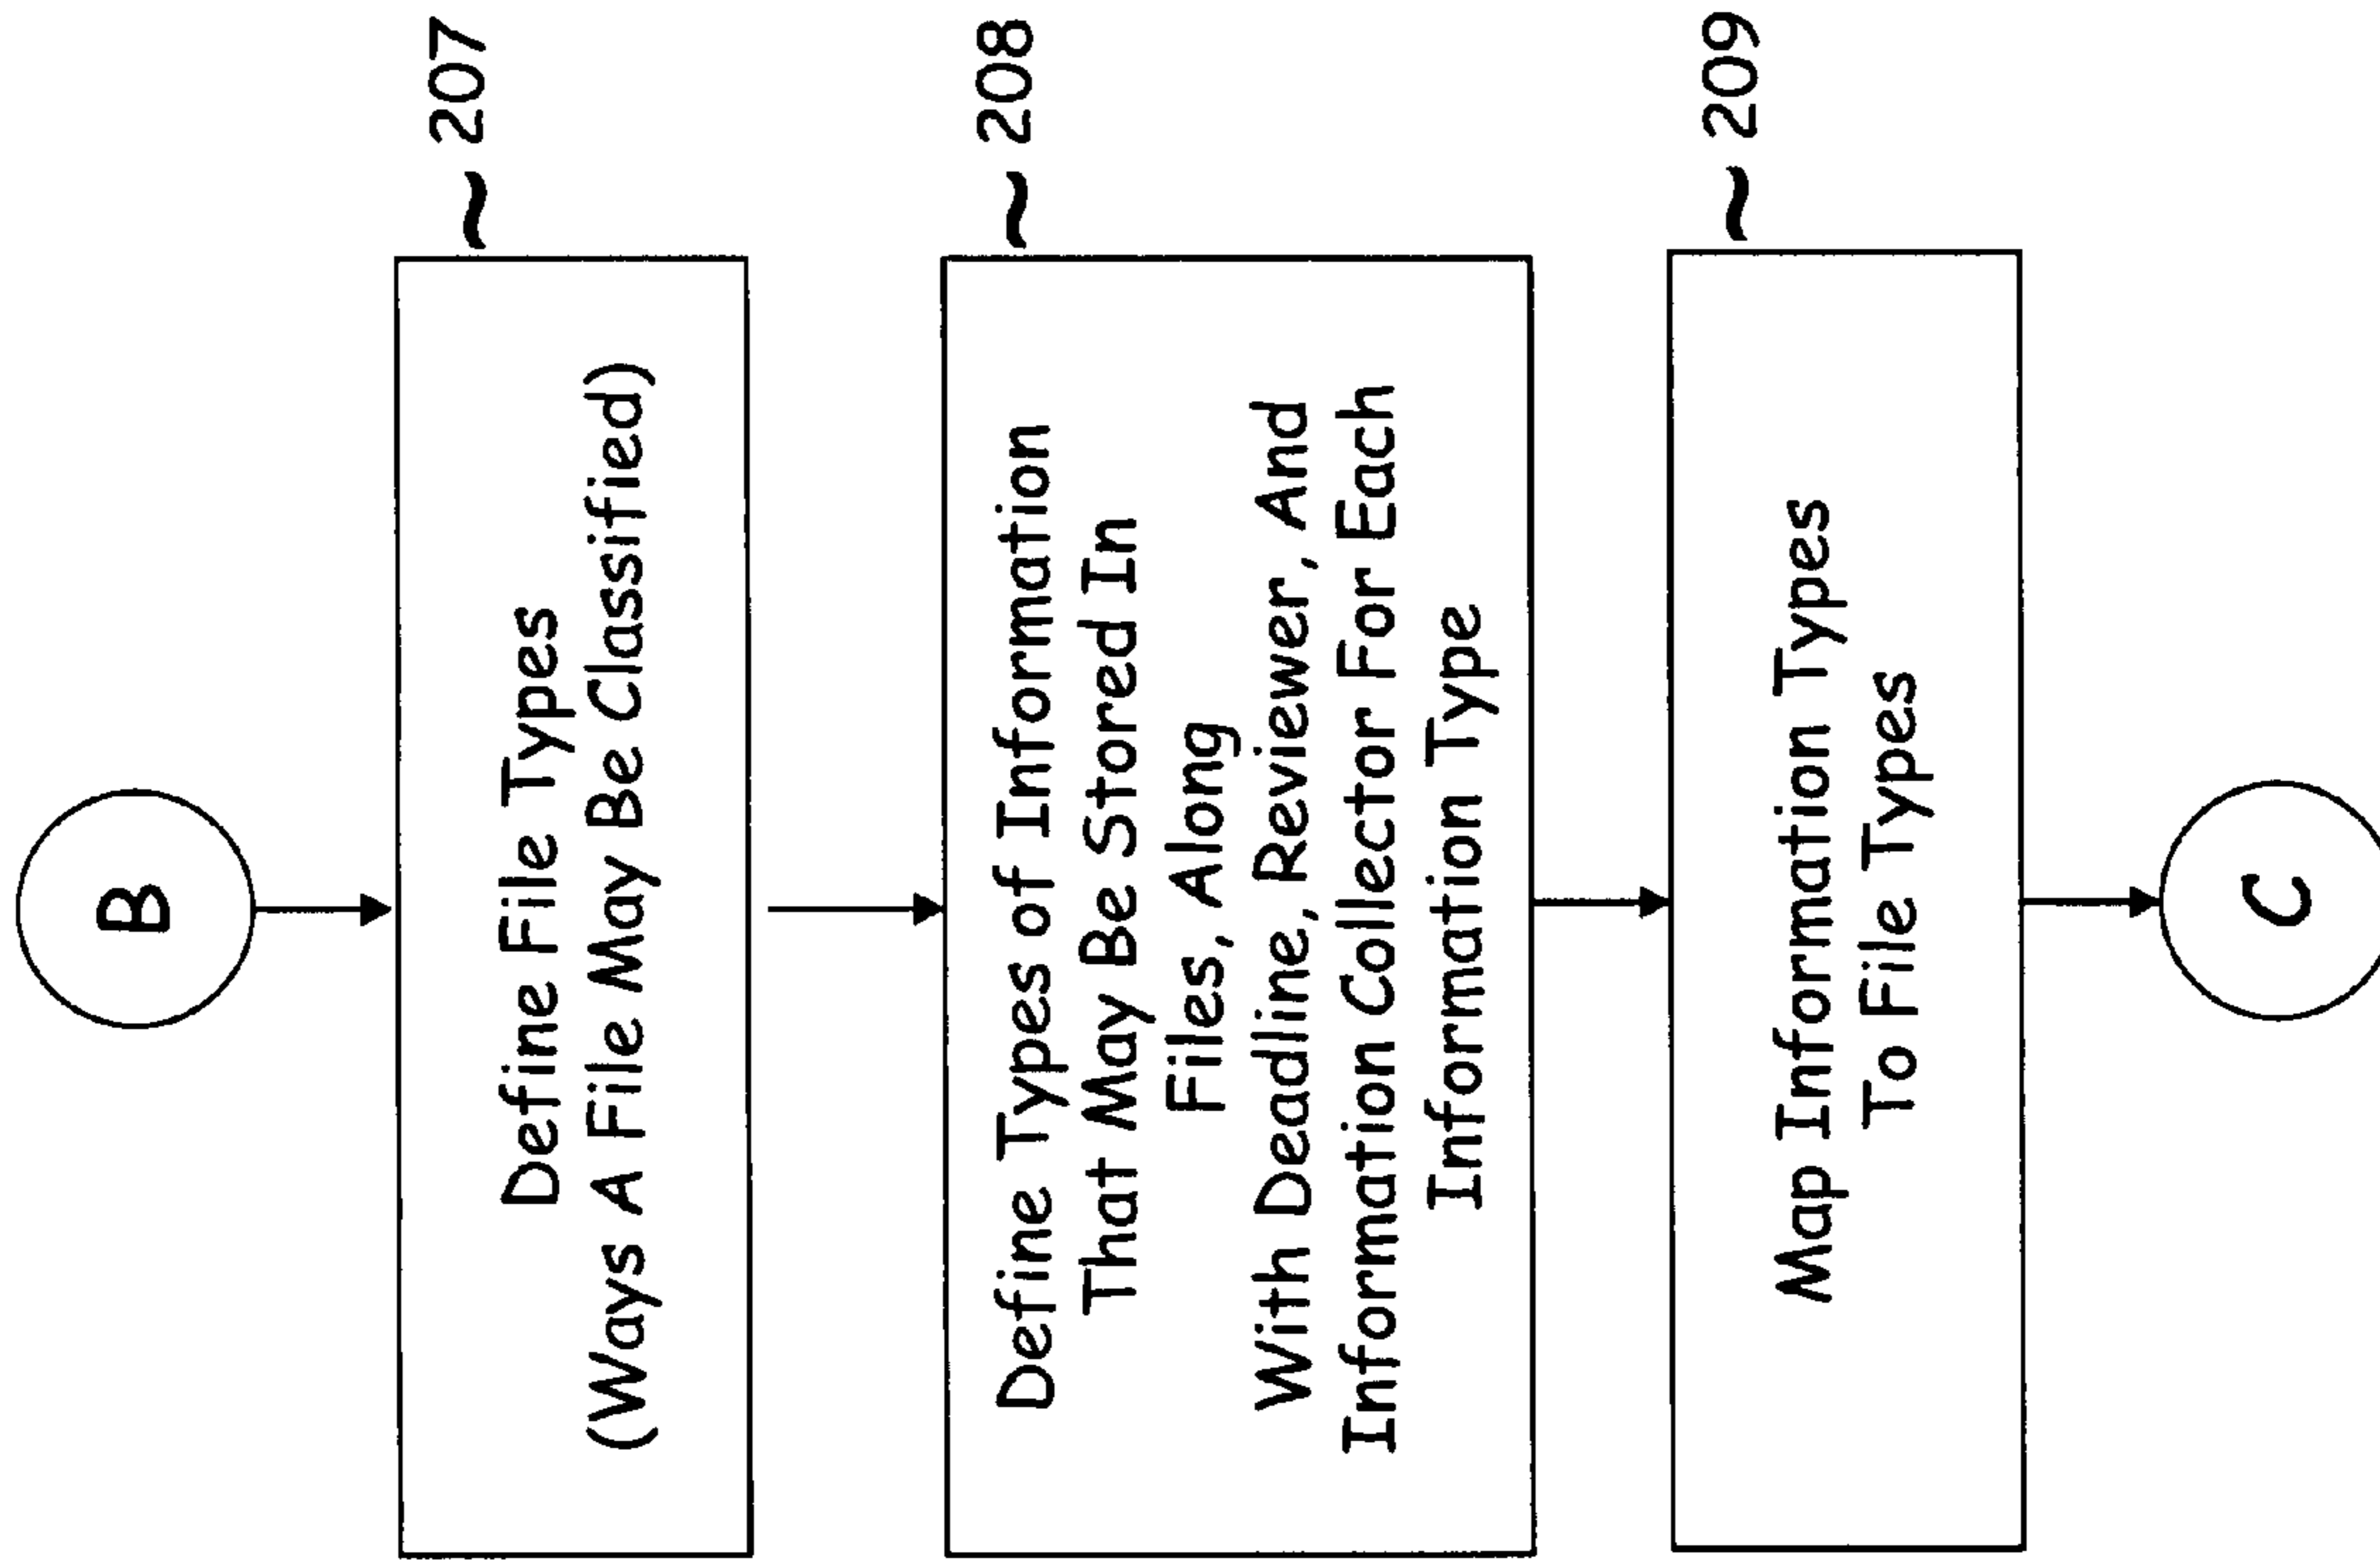 B
207
Define File Types
(Ways A File May Be Classified)
208
Define Types of Information
That May Be Stored In
Files, Along
With Deadline, Reviewer, And
Information Collector For Each
Information Type
209
Map Information Types
To File Types
C